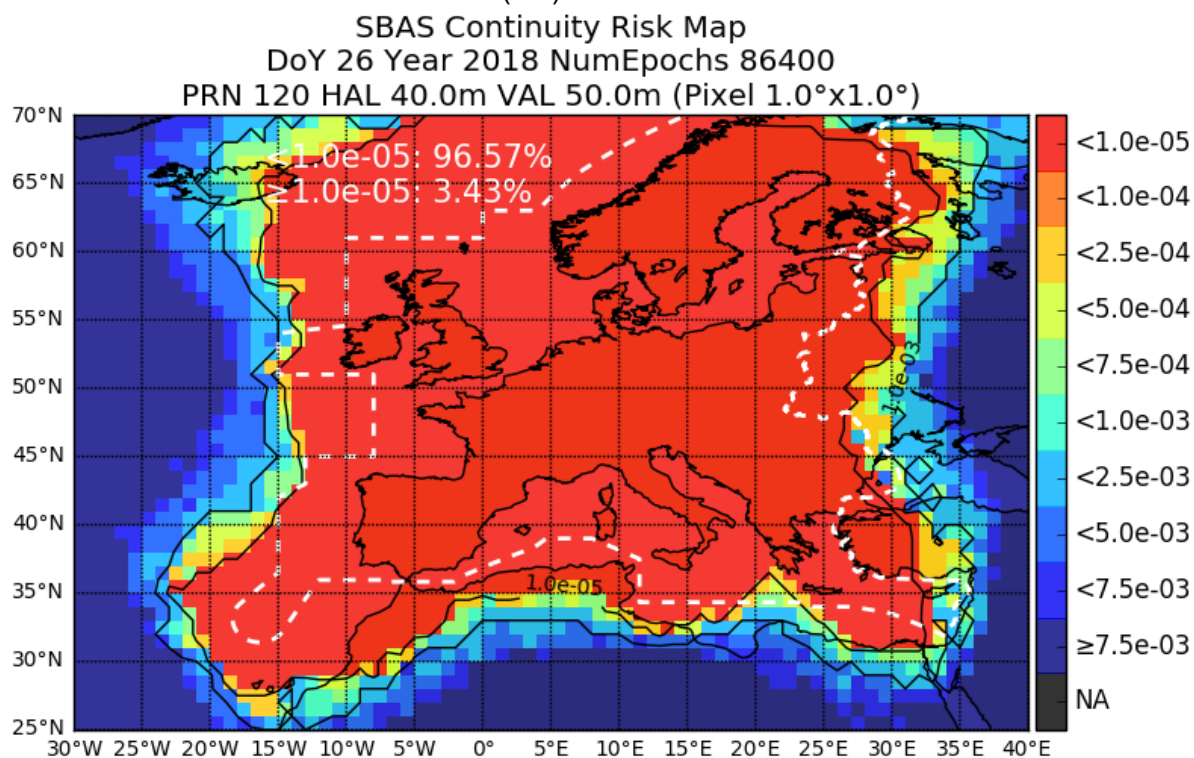 SBAS Continuity Risk Map
DoY 26 Year 2018 NumEpochs 86400
PRN 120 HAL 40.0m VAL 50.0m (Pixel 1.0°x1.0°)
70°N
65°N
60°N
55°N
50°N
45°N
40°N
35°N
30°N
25°N
<1.0e-05: 96.57%
≥1.0e-05: 3.43%
1.0e-03
1.0e-05
30°W 25°W 20°W 15°W 10°W 5°W 0° 5°E 10°E 15°E 20°E 25°E 30°E 35°E 40°E
<1.0e-05
<1.0e-04
<2.5e-04
<5.0e-04
<7.5e-04
<1.0e-03
<2.5e-03
<5.0e-03
<7.5e-03
≥7.5e-03
NA